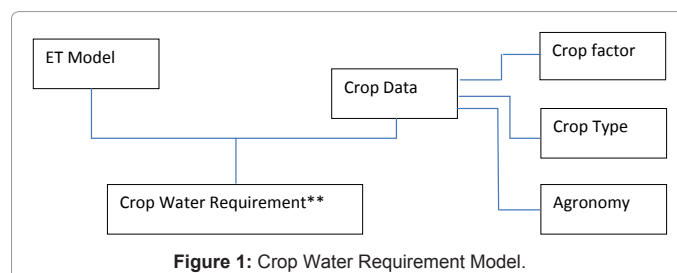 ET Model
Crop Data
Crop factor
Crop Type
Agronomy
Crop Water Requirement**
Figure 1: Crop Water Requirement Model.